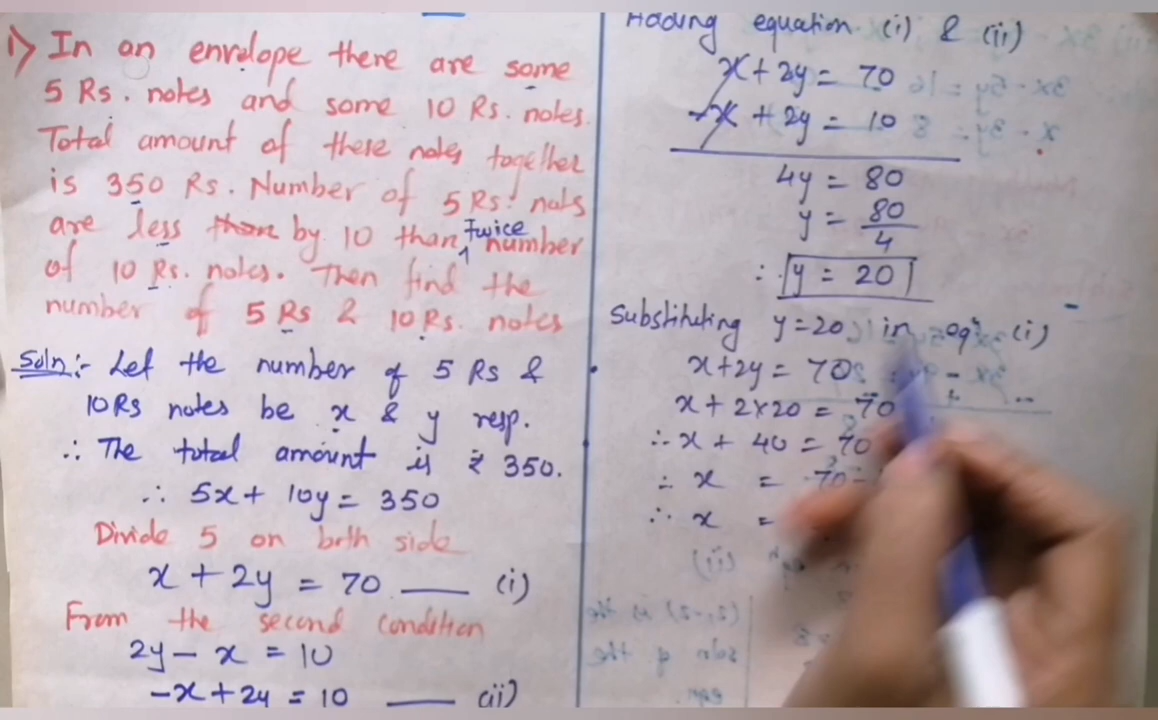 1) In an envelope there are some
5 Rs. notes and some 10 Rs. notes.
Total amount of these notes together
is 350 Rs. Number of 5 Rs. nots
are less than by 10 than twice number
of 10 Rs. notes. Then find the
number of 5 Rs & 10 Rs. notes
Soln:- Let the number of 5 Rs &
10 Rs notes be x & y resp.
∴ The total amount is ₹ 350.
∴ 5x + 10y = 350
Divide 5 on both side
x + 2y = 70 —— (i)
From the second condition
2y - x = 10
-x + 2y = 10 —— (ii)
Adding equation (i) & (ii)
x + 2y = 70
-x + 2y = 10
4y = 80
y = 80/4
∴ y = 20
Substituting y=20 in eqn (i)
x+2y = 70
x + 2×20 = 70
∴ x + 40 = 70
∴ x = 70 -
∴ x =